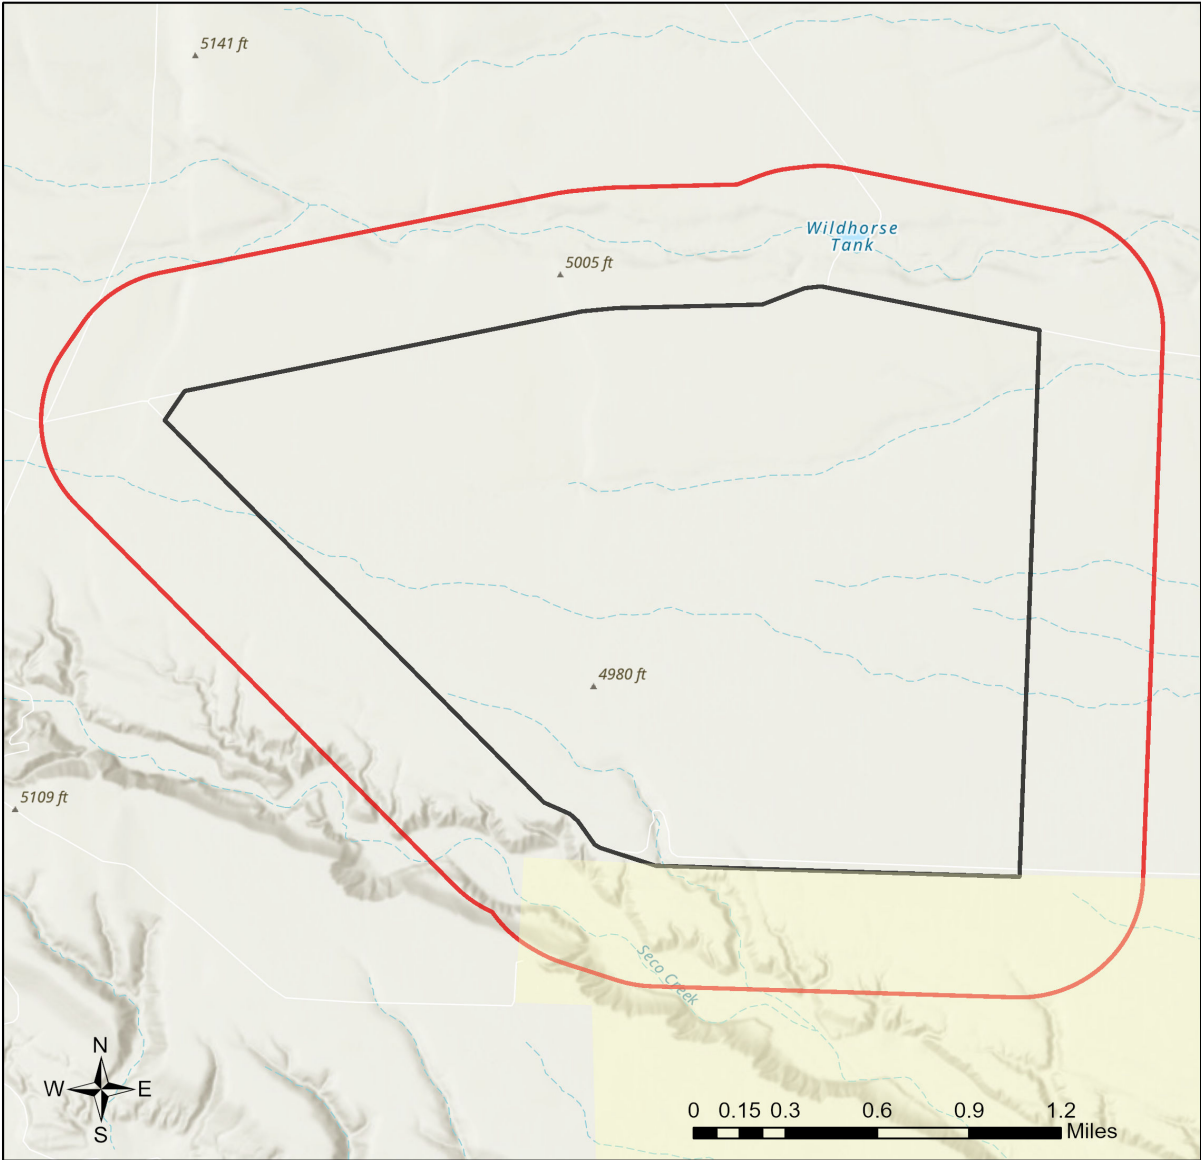 5141 ft
Wildhorse
Tank
5005 ft
4980 ft
5109 ft
Seco Creek
N
W E
S
0 0.15 0.3 0.6 0.9 1.2
Miles